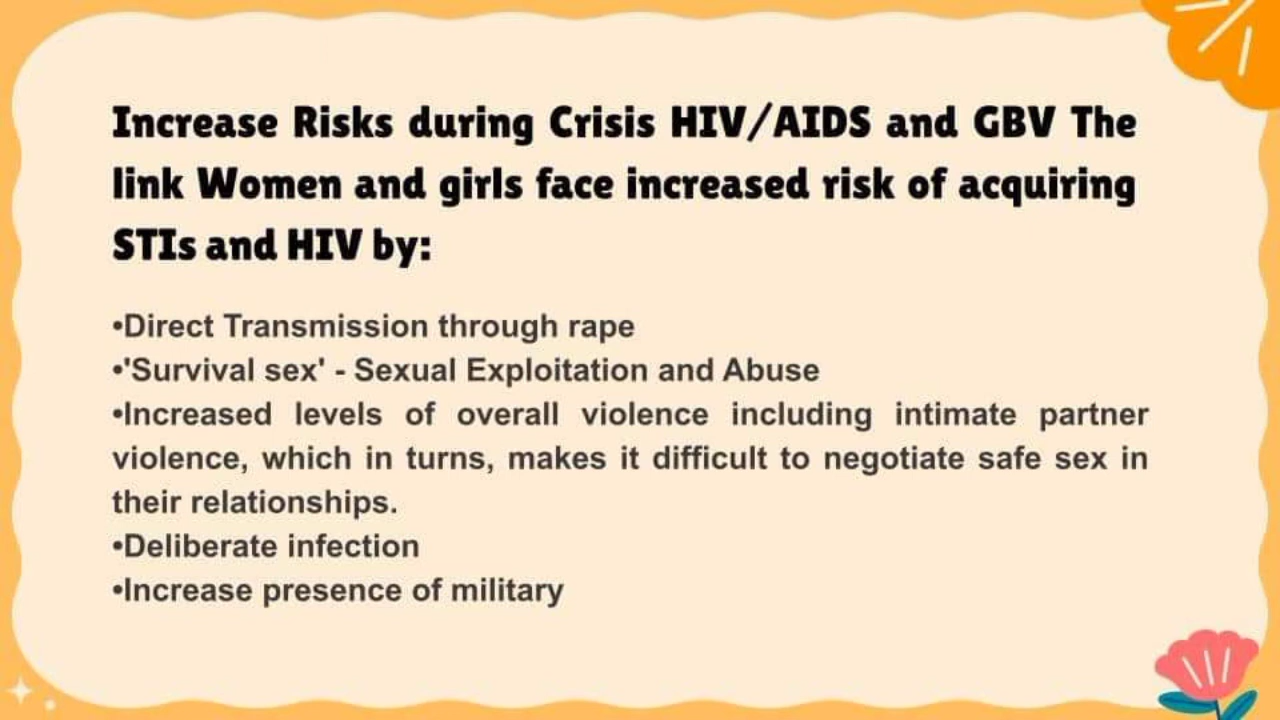 Increase Risks during Crisis HIV/AIDS and GBV The
link Women and girls face increased risk of acquiring
STIs and HIV by:
•Direct Transmission through rape
•'Survival sex' - Sexual Exploitation and Abuse
•Increased levels of overall violence including intimate partner
violence, which in turns, makes it difficult to negotiate safe sex in
their relationships.
•Deliberate infection
•Increase presence of military